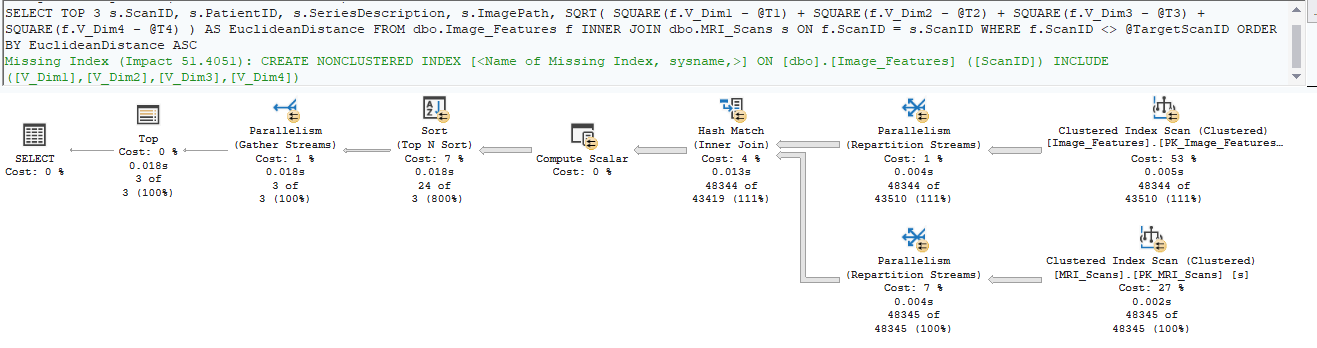 SELECT TOP 3 s.ScanID, s.PatientID, s.SeriesDescription, s.ImagePath, SQRT( SQUARE(f.V_Dim1 - @T1) + SQUARE(f.V_Dim2 - @T2) + SQUARE(f.V_Dim3 - @T3) +
SQUARE(f.V_Dim4 - @T4) ) AS EuclideanDistance FROM dbo.Image_Features f INNER JOIN dbo.MRI_Scans s ON f.ScanID = s.ScanID WHERE f.ScanID <> @TargetScanID ORDER
BY EuclideanDistance ASC
Missing Index (Impact 51.4051): CREATE NONCLUSTERED INDEX [<Name of Missing Index, sysname,>] ON [dbo].[Image_Features] ([ScanID]) INCLUDE
([V_Dim1],[V_Dim2],[V_Dim3],[V_Dim4])
SELECT
Cost: 0 %
Top
Cost: 0 %
0.018s
3 of
3 (100%)
Parallelism
(Gather Streams)
Cost: 1 %
0.018s
3 of
3 (100%)
Sort
(Top N Sort)
Cost: 7 %
0.018s
24 of
3 (800%)
Compute Scalar
Cost: 0 %
Hash Match
(Inner Join)
Cost: 4 %
0.013s
48344 of
43419 (111%)
Parallelism
(Repartition Streams)
Cost: 1 %
0.004s
48344 of
43510 (111%)
Clustered Index Scan (Clustered)
[Image_Features].[PK_Image_Features…
Cost: 53 %
0.005s
48344 of
43510 (111%)
Parallelism
(Repartition Streams)
Cost: 7 %
0.004s
48345 of
48345 (100%)
Clustered Index Scan (Clustered)
[MRI_Scans].[PK_MRI_Scans] [s]
Cost: 27 %
0.002s
48345 of
48345 (100%)